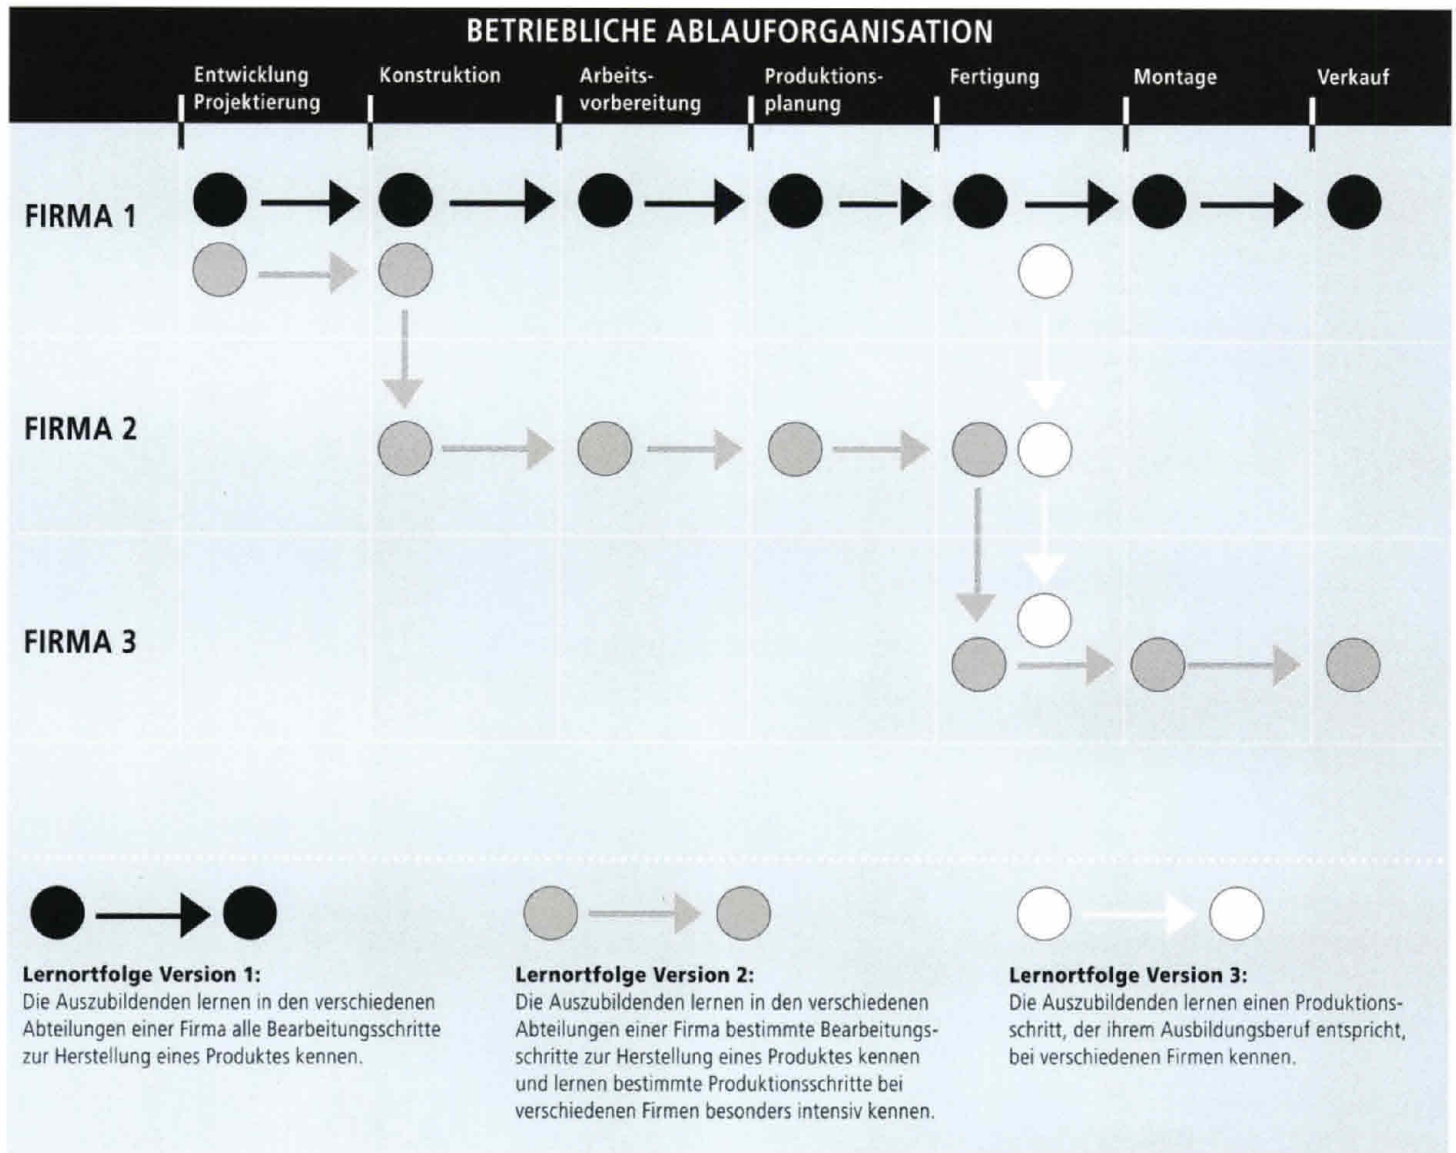 BETRIEBLICHE ABLAUFORGANISATION
Entwicklung
Projektierung
Konstruktion
Arbeits-
vorbereitung
Produktions-
planung
Fertigung
Montage
Verkauf
FIRMA 1
FIRMA 2
FIRMA 3
Lernortfolge Version 1:
Die Auszubildenden lernen in den verschiedenen
Abteilungen einer Firma alle Bearbeitungsschritte
zur Herstellung eines Produktes kennen.
Lernortfolge Version 2:
Die Auszubildenden lernen in den verschiedenen
Abteilungen einer Firma bestimmte Bearbeitungs-
schritte zur Herstellung eines Produktes kennen
und lernen bestimmte Produktionsschritte bei
verschiedenen Firmen besonders intensiv kennen.
Lernortfolge Version 3:
Die Auszubildenden lernen einen Produktions-
schritt, der ihrem Ausbildungsberuf entspricht,
bei verschiedenen Firmen kennen.